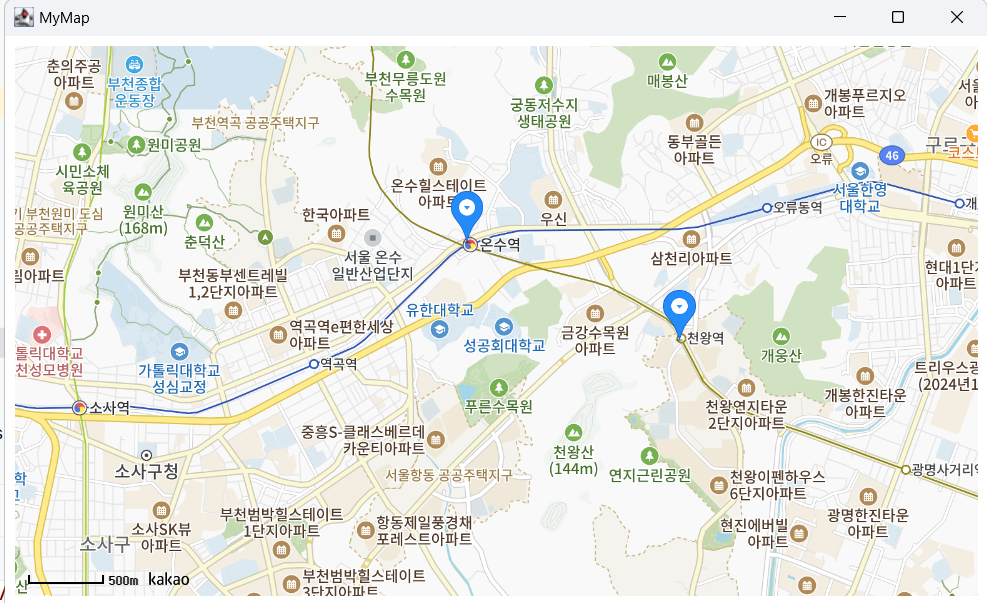 MyMap
춘의주공
아파트
부천종합
운동장
부천무릉도원
수목원
매봉산
궁동저수지
생태공원
개봉푸르지오
아파트
부천역곡 공공주택지구
원미공원
시민소체
육공원
동부골든
아파트
IC
오류
46
구로
코스
온수힐스테이트
아파트
서울한영
대학교
원미산
(168m)
부천원미 도심
공공주택지구
한국아파트
우신
오류동역
개
춘덕산
온수역
서울 온수
일반산업단지
삼천리아파트
현대1단지
아파트
림아파트
부천동부센트레빌
1,2단지아파트
유한대학교
역곡역e편한세상
아파트
성공회대학교
금강수목원
아파트
천왕역
개웅산
톨릭대학교
천성모병원
가톨릭대학교
성심교정
역곡역
트리우스광
(2024년1
개봉한진타운
아파트
소사역
푸른수목원
천왕연지타운
2단지아파트
중흥S-클래스베르데
카운티아파트
천왕산
(144m)
소사구청
서울항동 공공주택지구
연지근린공원
천왕이펜하우스
6단지아파트
광명사거리역
학
소사SK뷰
아파트
부천범박힐스테이트
1단지아파트
항동제일풍경채
포레스트아파트
현진에버빌
아파트
광명한진타운
아파트
소사구
500m
kakao
부천범박힐스테이트
3단지아파트
산